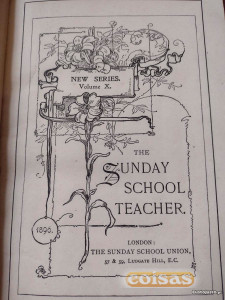 NEW SERIES.
Volume X.
THE
SUNDAY
SCHOOL
TEACHER.
1890.
LONDON:
THE SUNDAY SCHOOL UNION,
57 & 59, LUDGATE HILL, E.C.
coisas